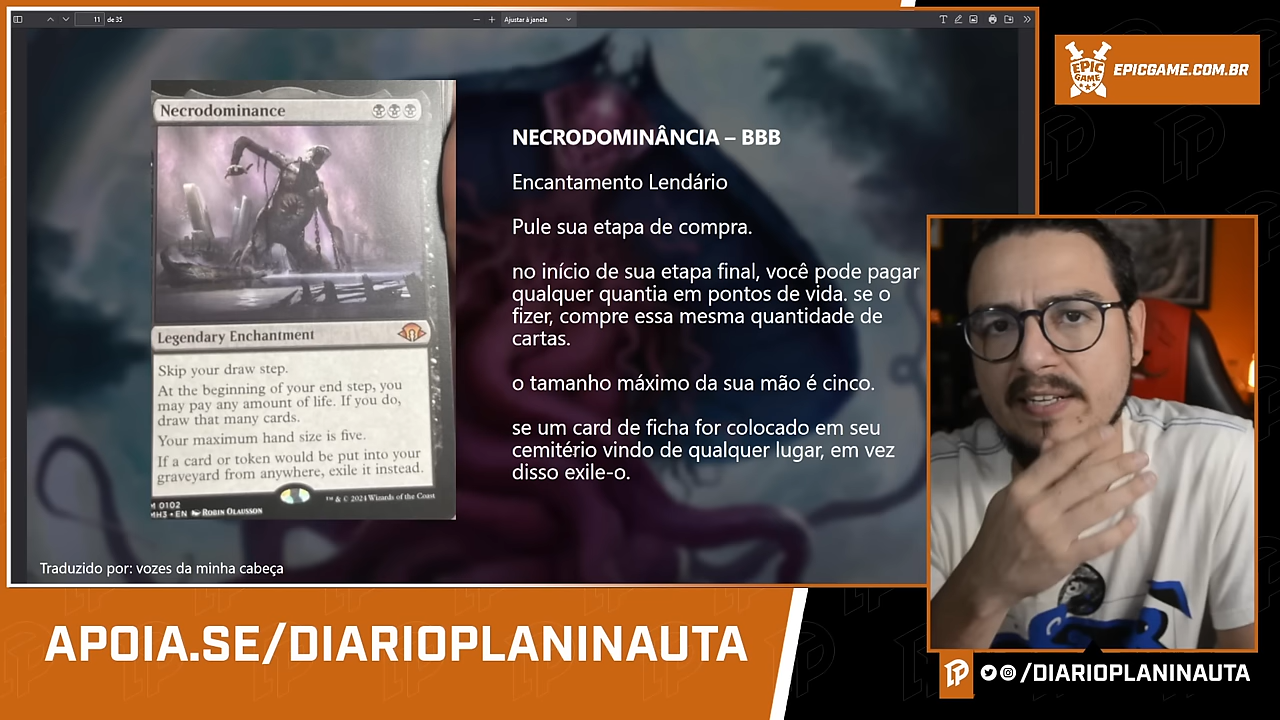 11 de 35
Ajustar à janela
EPIC GAME
EPICGAME.COM.BR
Necrodominance
Legendary Enchantment
Skip your draw step.
At the beginning of your end step, you
may pay any amount of life. If you do,
draw that many cards.
Your maximum hand size is five.
If a card or token would be put into your
graveyard from anywhere, exile it instead.
M 0102
MH3 • EN ROBIN OLAUSSON
™ & © 2024 Wizards of the Coast
NECRODOMINÂNCIA – BBB
Encantamento Lendário
Pule sua etapa de compra.
no início de sua etapa final, você pode pagar
qualquer quantia em pontos de vida. se o
fizer, compre essa mesma quantidade de
cartas.
o tamanho máximo da sua mão é cinco.
se um card de ficha for colocado em seu
cemitério vindo de qualquer lugar, em vez
disso exile-o.
Traduzido por: vozes da minha cabeça
APOIA.SE/DIARIOPLANINAUTA
/DIARIOPLANINAUTA